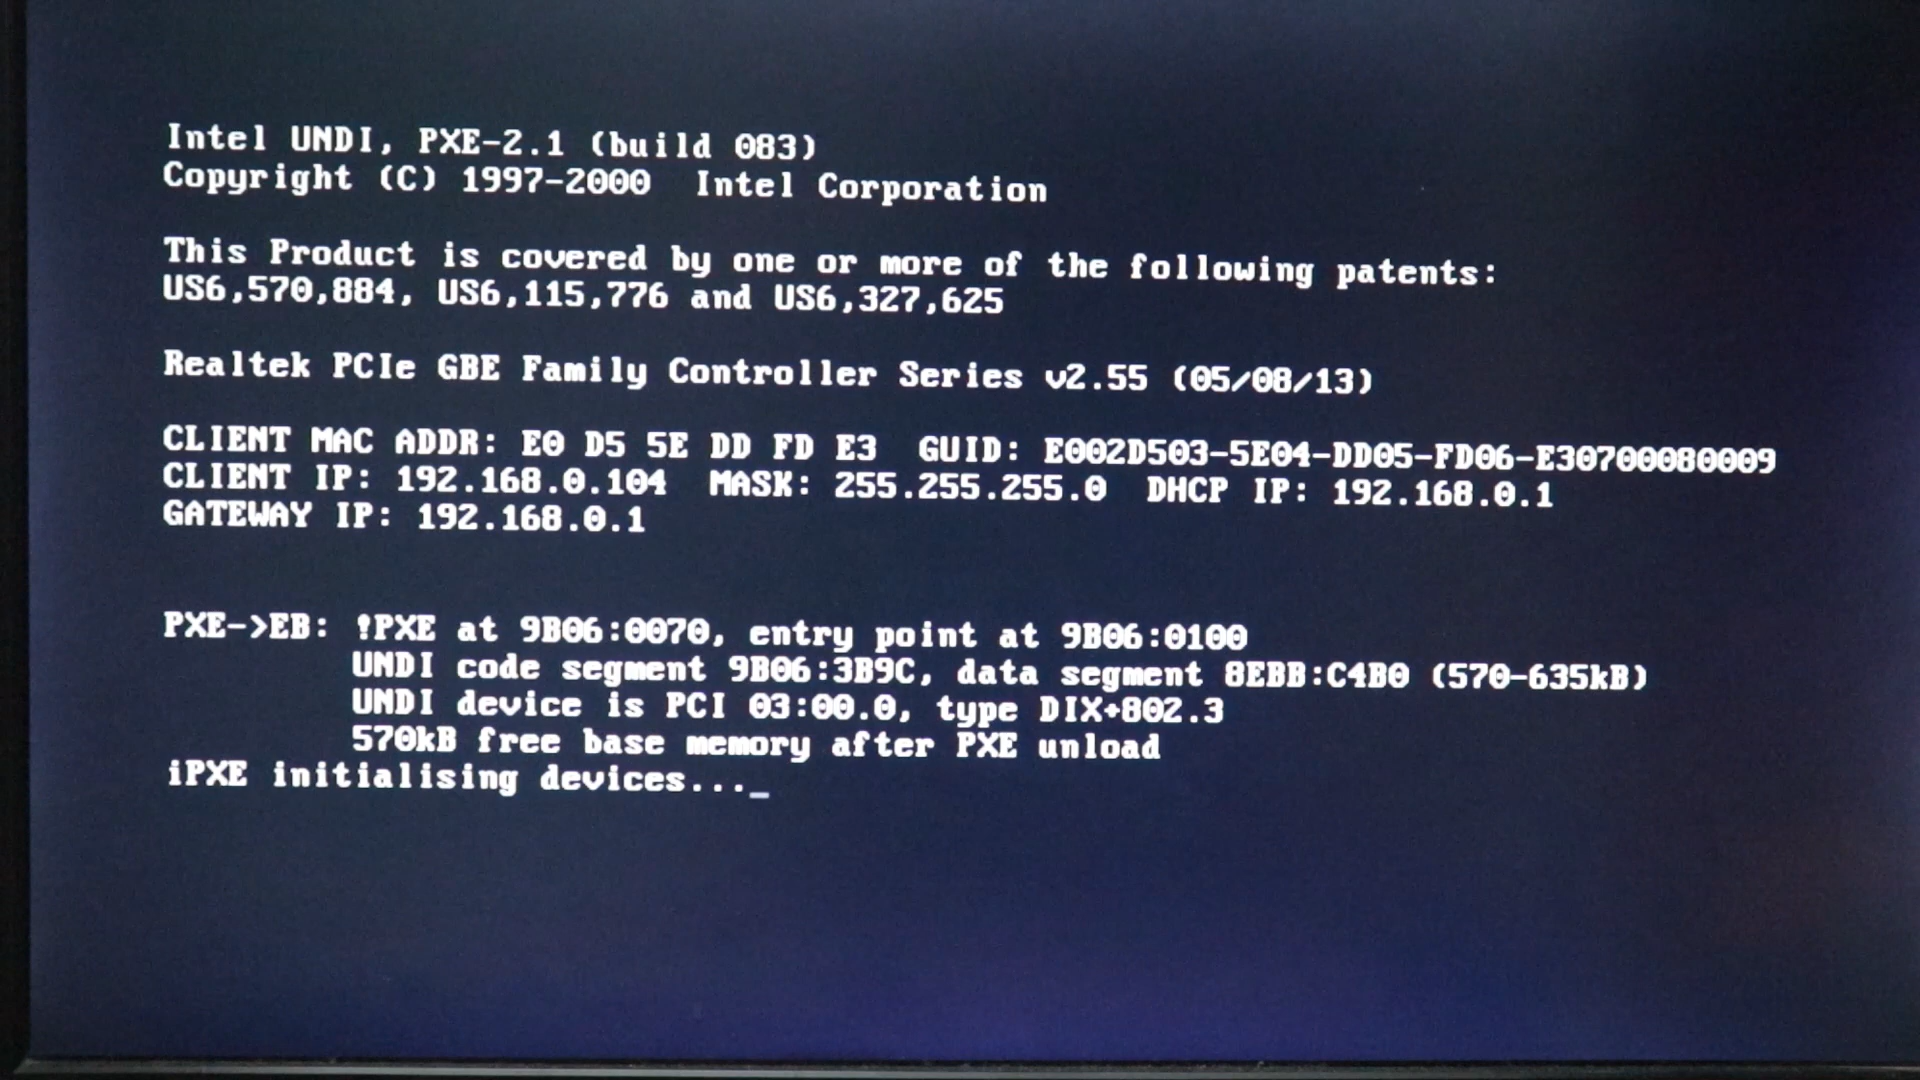 Intel UNDI, PXE-2.1 (build 083)
Copyright (C) 1997-2000  Intel Corporation
This Product is covered by one or more of the following patents:
US6,570,884, US6,115,776 and US6,327,625
Realtek PCIe GBE Family Controller Series v2.55 (05/08/13)
CLIENT MAC ADDR: E0 D5 5E DD FD E3  GUID: E002D503-5E04-DD05-FD06-E30700080009
CLIENT IP: 192.168.0.104  MASK: 255.255.255.0  DHCP IP: 192.168.0.1
GATEWAY IP: 192.168.0.1
PXE->EB: !PXE at 9B06:0070, entry point at 9B06:0100
UNDI code segment 9B06:3B9C, data segment 8EBB:C4B0 (570-635kB)
UNDI device is PCI 03:00.0, type DIX+802.3
570kB free base memory after PXE unload
iPXE initialising devices..._